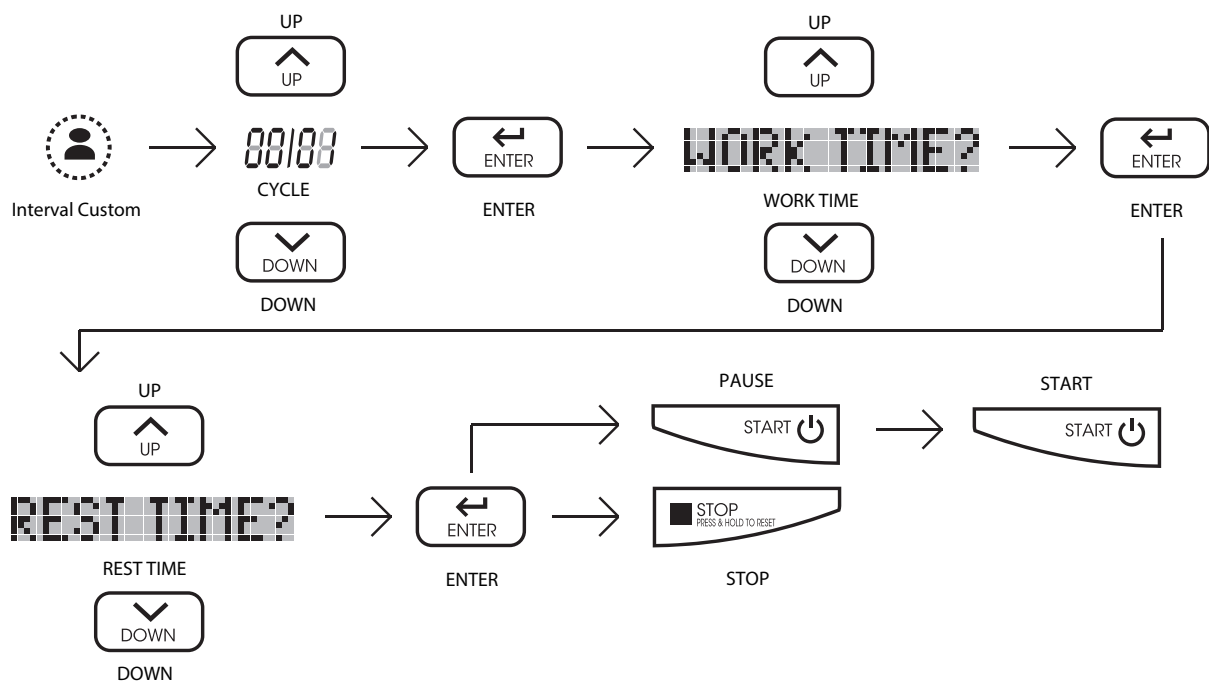 UP
UP
Interval Custom
00/01
CYCLE
DOWN
DOWN
ENTER
ENTER
UP
UP
WORK TIME?
WORK TIME
DOWN
DOWN
ENTER
ENTER
UP
UP
REST TIME?
REST TIME
DOWN
DOWN
ENTER
ENTER
PAUSE
START
START
START
STOP
PRESS & HOLD TO RESET
STOP